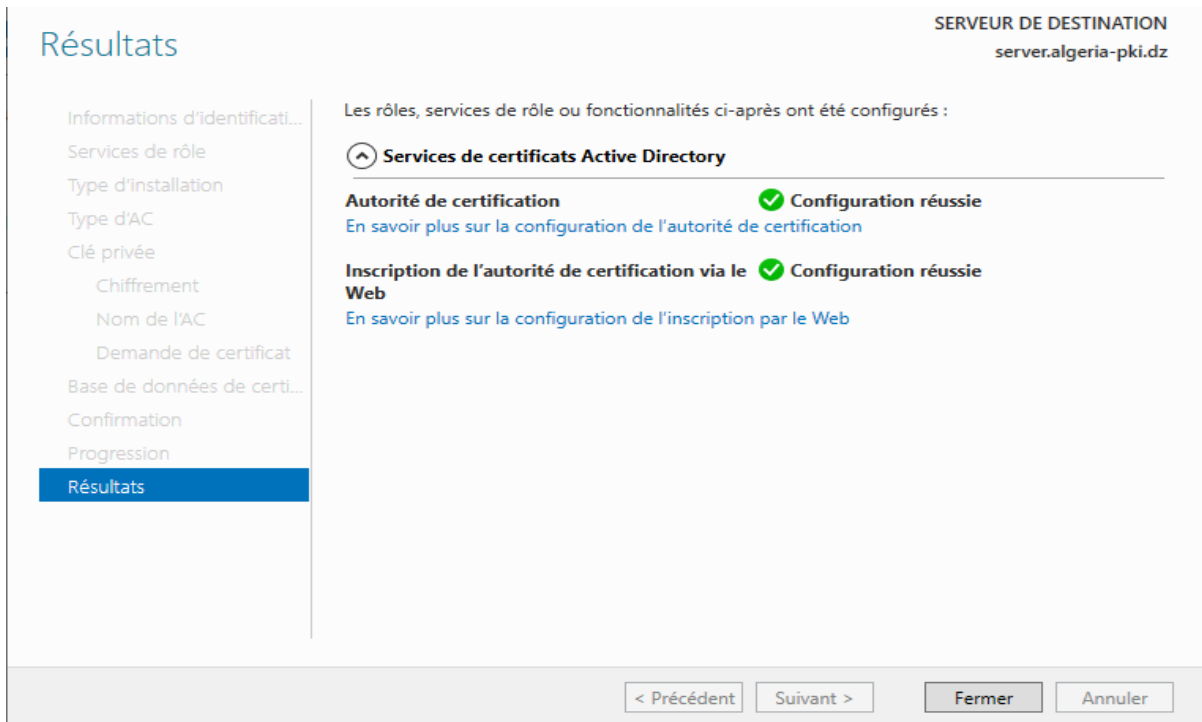 SERVEUR DE DESTINATION
server.algeria-pki.dz
Résultats
Informations d'identificati...
Services de rôle
Type d'installation
Type d'AC
Clé privée
Chiffrement
Nom de l'AC
Demande de certificat
Base de données de certi...
Confirmation
Progression
Résultats
Les rôles, services de rôle ou fonctionnalités ci-après ont été configurés :
Services de certificats Active Directory
Autorité de certification Configuration réussie
En savoir plus sur la configuration de l'autorité de certification
Inscription de l'autorité de certification via le Configuration réussie
Web
En savoir plus sur la configuration de l'inscription par le Web
< Précédent Suivant > Fermer Annuler